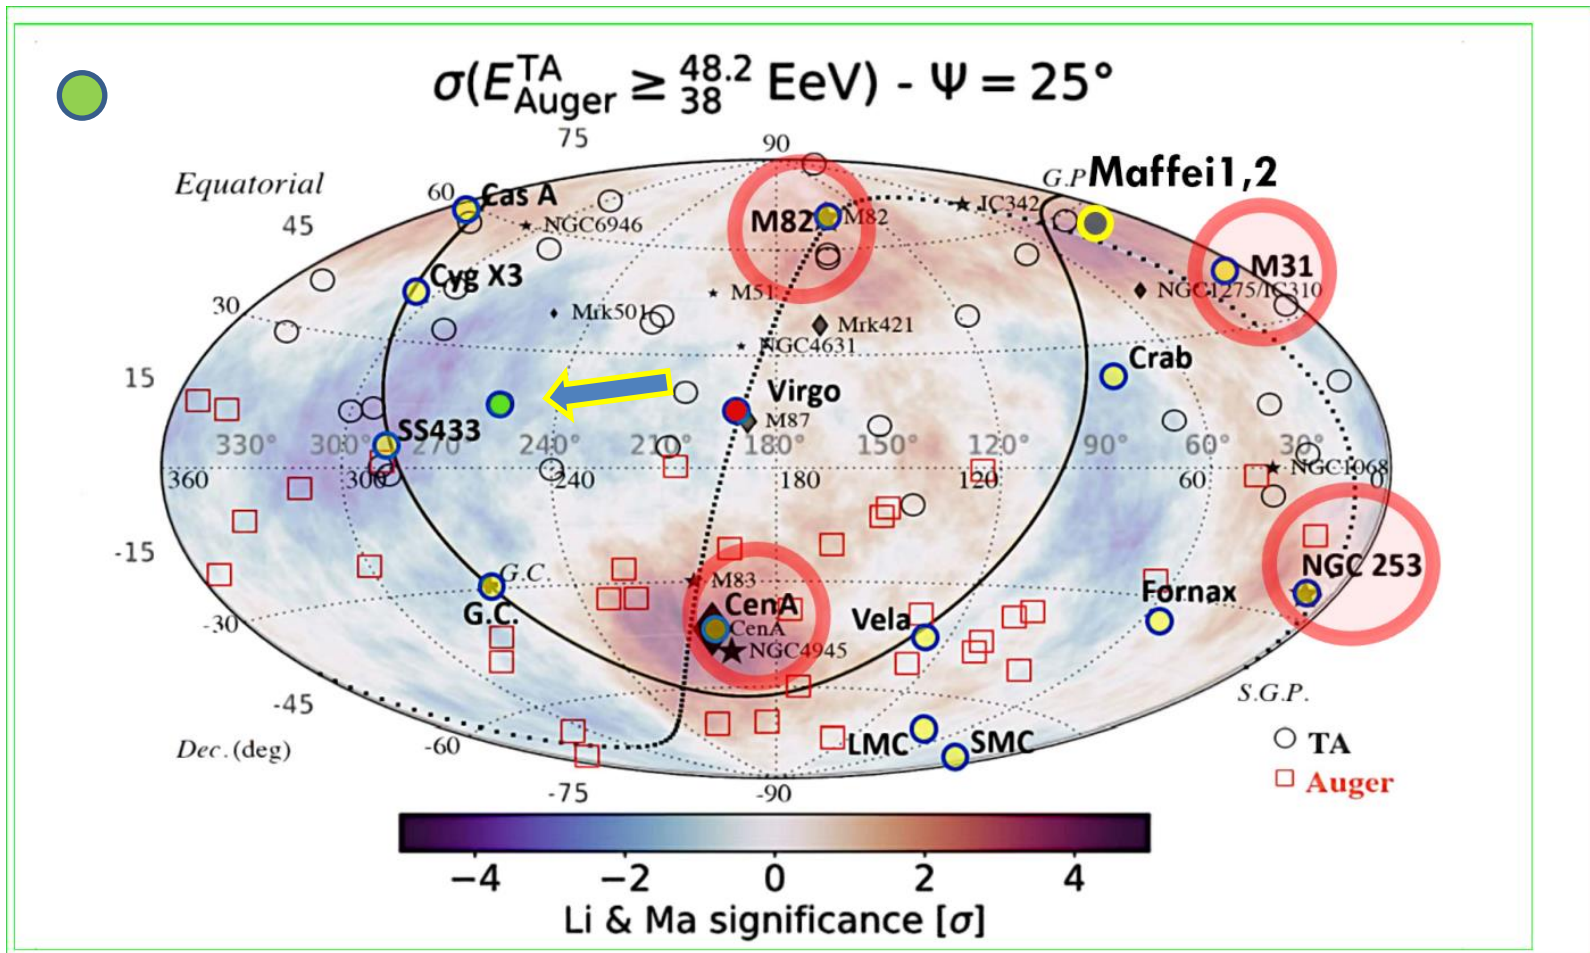 σ(E^TA_Auger ≥ ^48.2_38 EeV) - Ψ = 25°
75
90
Equatorial
60
Cas A
G.P
Maffei1,2
45
NGC6946
M82
M82
IC342
Cyg X3
M31
30
M51
NGC1275/IC310
Mrk501
Mrk421
NGC4631
Crab
15
Virgo
M87
SS433
330° 300° 270 240° 210° 180° 150° 120° 90° 60° 30°
NGC1068
360 300 240 180 120 60 0
-15
G.C.
M83
NGC 253
G.C.
CenA
Fornax
-30
CenA
Vela
NGC4945
-45
S.G.P.
Dec. (deg)
-60
LMC
SMC
TA
-75
-90
Auger
−4 −2 0 2 4
Li & Ma significance [σ]